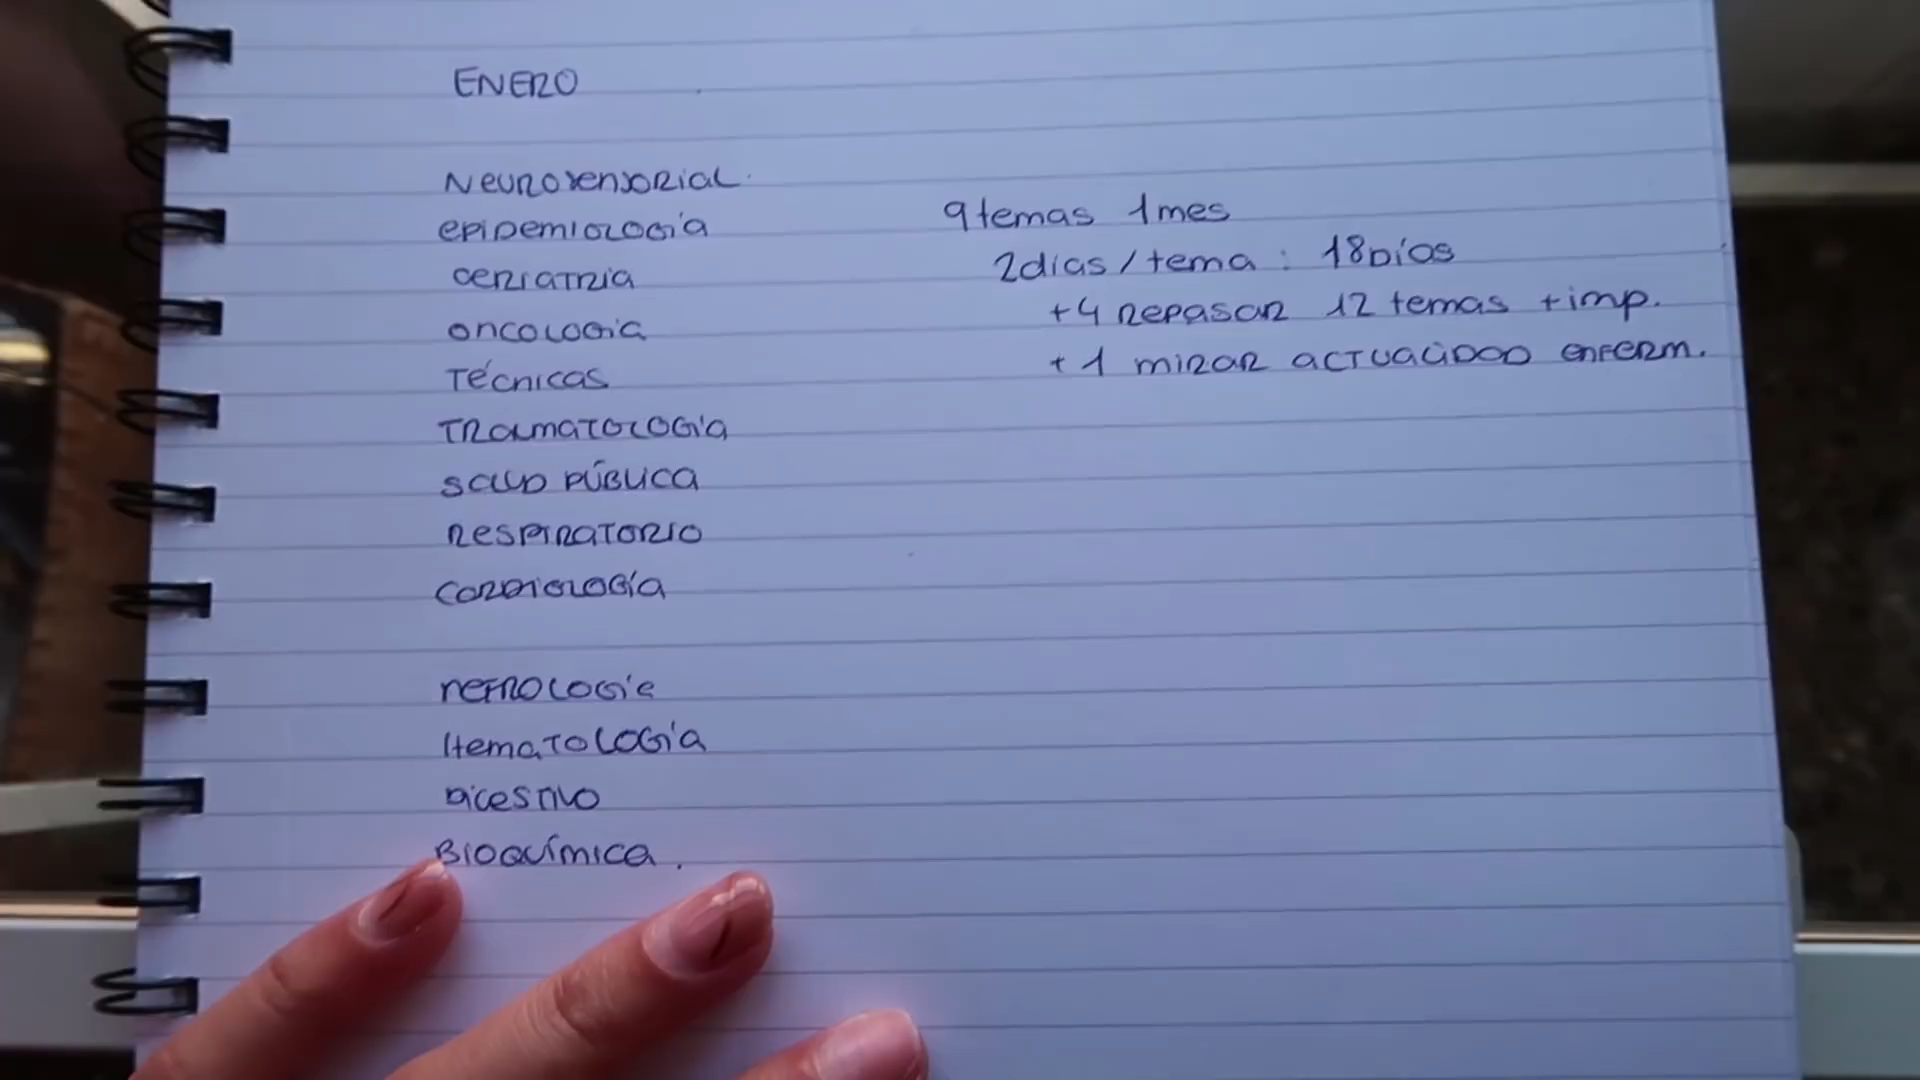 ENERO
Neurosensorial
epidemiología
Geriatría
oncología
Técnicas
Traumatología
salud pública
Respiratorio
cardiología
nefrología
Hematología
Digestivo
Bioquímica.
9 temas 1 mes
2 días / tema : 18 días
+ 4 repasar 12 temas + imp.
+ 1 mirar actualidad enferm.